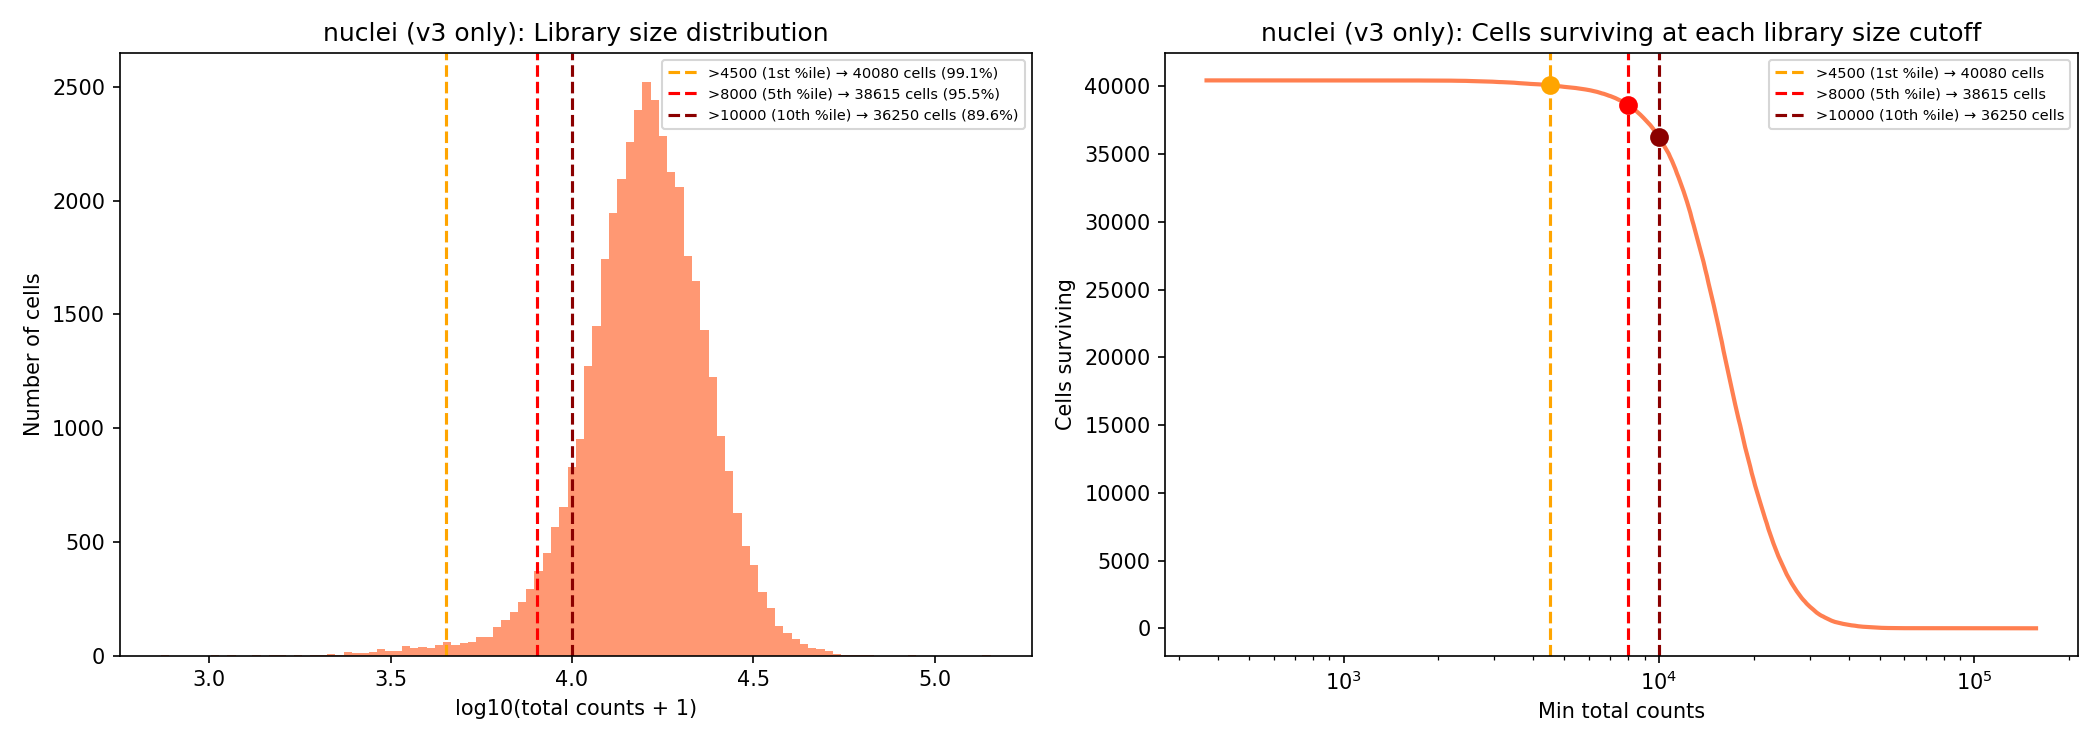 nuclei (v3 only): Library size distribution
>4500 (1st %ile) → 40080 cells (99.1%)
>8000 (5th %ile) → 38615 cells (95.5%)
>10000 (10th %ile) → 36250 cells (89.6%)
Number of cells
2500
2000
1500
1000
500
0
3.0
3.5
4.0
4.5
5.0
log10(total counts + 1)
nuclei (v3 only): Cells surviving at each library size cutoff
>4500 (1st %ile) → 40080 cells
>8000 (5th %ile) → 38615 cells
>10000 (10th %ile) → 36250 cells
Cells surviving
40000
35000
30000
25000
20000
15000
10000
5000
0
10³
10⁴
10⁵
Min total counts